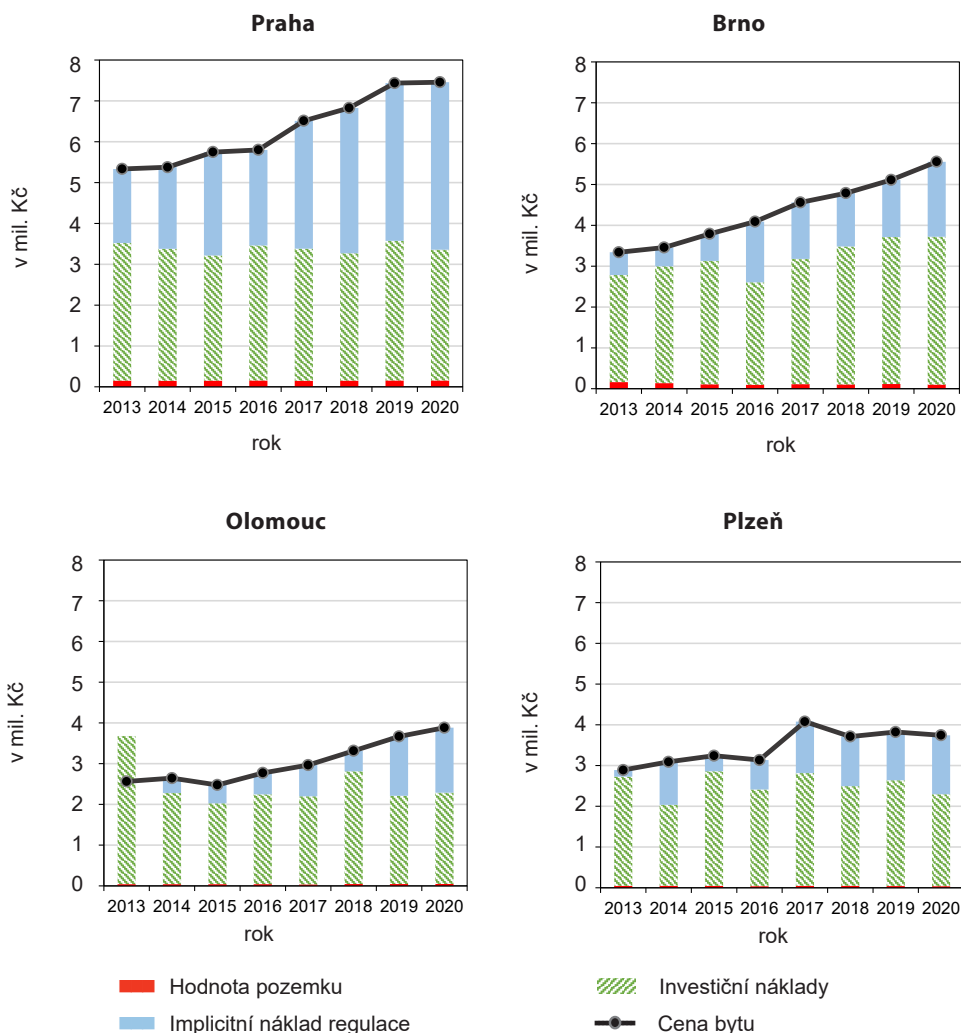 Praha
v mil. Kč
8
7
6
5
4
3
2
1
0
2013 2014 2015 2016 2017 2018 2019 2020
rok
Brno
v mil. Kč
8
7
6
5
4
3
2
1
0
2013 2014 2015 2016 2017 2018 2019 2020
rok
Olomouc
v mil. Kč
8
7
6
5
4
3
2
1
0
2013 2014 2015 2016 2017 2018 2019 2020
rok
Plzeň
v mil. Kč
8
7
6
5
4
3
2
1
0
2013 2014 2015 2016 2017 2018 2019 2020
rok
Hodnota pozemku
Investiční náklady
Implicitní náklad regulace
Cena bytu